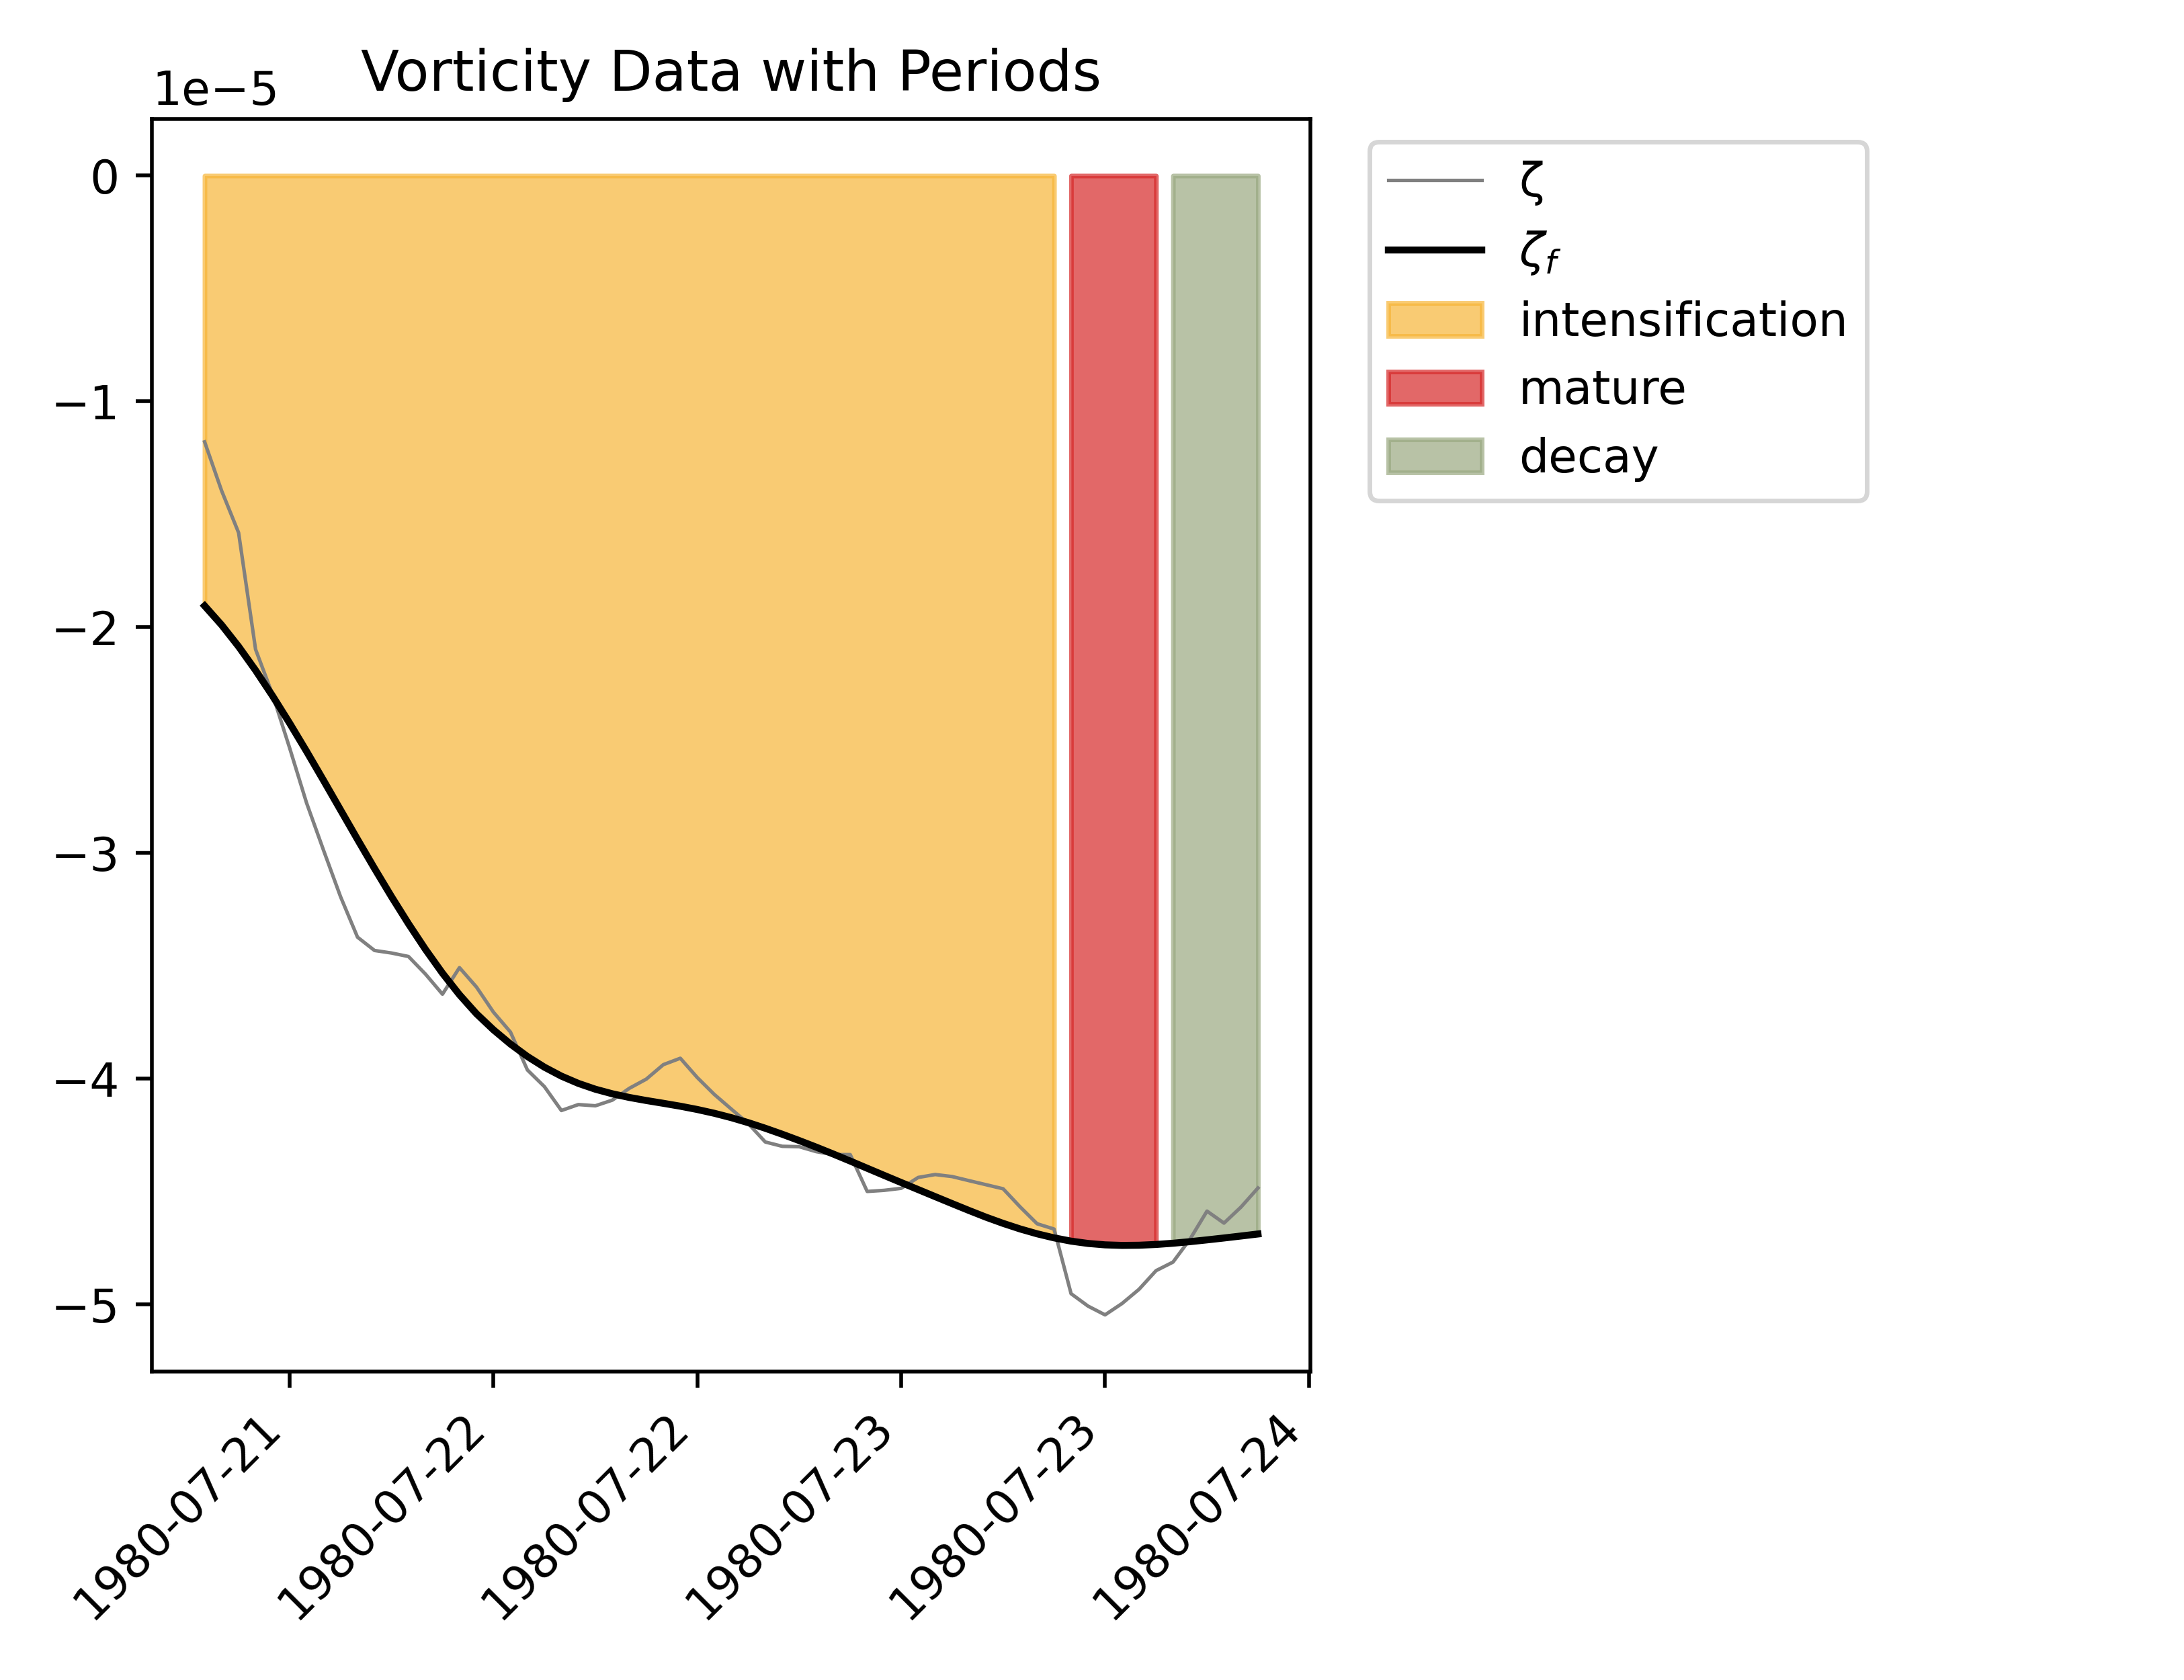 Vorticity Data with Periods
1e−5
0
−1
−2
−3
−4
−5
1980-07-21
1980-07-22
1980-07-22
1980-07-23
1980-07-23
1980-07-24
ζ
ζf
intensification
mature
decay